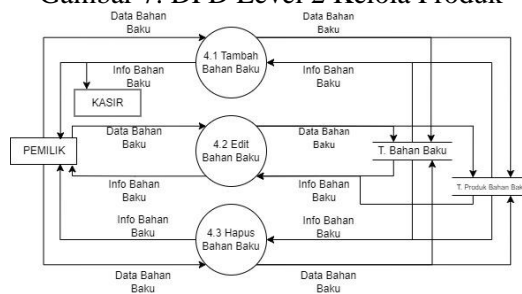 Gambar 7. DFD Level 2 Kelola Produk
Data Bahan
Baku
Data Bahan
Baku
4.1 Tambah
Bahan Baku
Info Bahan
Baku
Info Bahan
Baku
KASIR
Data Bahan
Baku
4.2 Edit
Bahan Baku
Data Bahan
Baku
PEMILIK
T. Bahan Baku
Info Bahan
Baku
Info Bahan
Baku
T. Produk Bahan Baku
Info Bahan
Baku
4.3 Hapus
Bahan Baku
Info Bahan
Baku
Data Bahan
Baku
Data Bahan
Baku